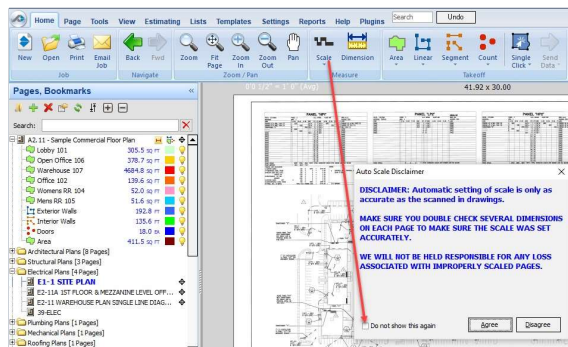 Home Page Tools View Estimating Lists Templates Settings Reports Help Plugins Search Undo
New Open Print Email Job Back Fwd Zoom Fit Page Zoom In Zoom Out Pan Scale Dimension Area Linear Segment Count Single Click Send Data
Job Navigate Zoom / Pan Measure Takeoff
Pages, Bookmarks «
0'0 1/2" = 1' 0" (Avg) 41.92 x 30.00
Search:
A2.11 - Sample Commercial Floor Plan
Lobby 101 305.5 SQ FT
Open Office 106 378.7 SQ FT
Warehouse 107 4684.8 SQ FT
Office 102 139.6 SQ FT
Womens RR 104 52.0 SQ FT
Mens RR 105 51.6 SQ FT
Exterior Walls 192.8 FT
Interior Walls 135.6 FT
Doors 18.0 EA
Area 411.5 SQ FT
Architectural Plans [8 Pages]
Structural Plans [3 Pages]
Electrical Plans [4 Pages]
E1-1 SITE PLAN
E2-11A 1ST FLOOR & MEZZANINE LEVEL OFF...
E2-11 WAREHOUSE PLAN SINGLE LINE DIAG...
39-ELEC
Plumbing Plans [1 Pages]
Mechanical Plans [1 Pages]
Roofing Plans [1 Pages]
Auto Scale Disclaimer
DISCLAIMER: Automatic setting of scale is only as
accurate as the scanned in drawings.
MAKE SURE YOU DOUBLE CHECK SEVERAL DIMENSIONS
ON EACH PAGE TO MAKE SURE THE SCALE WAS SET
ACCURATELY.
WE WILL NOT BE HELD RESPONSIBLE FOR ANY LOSS
ASSOCIATED WITH IMPROPERLY SCALED PAGES.
Do not show this again Agree Disagree